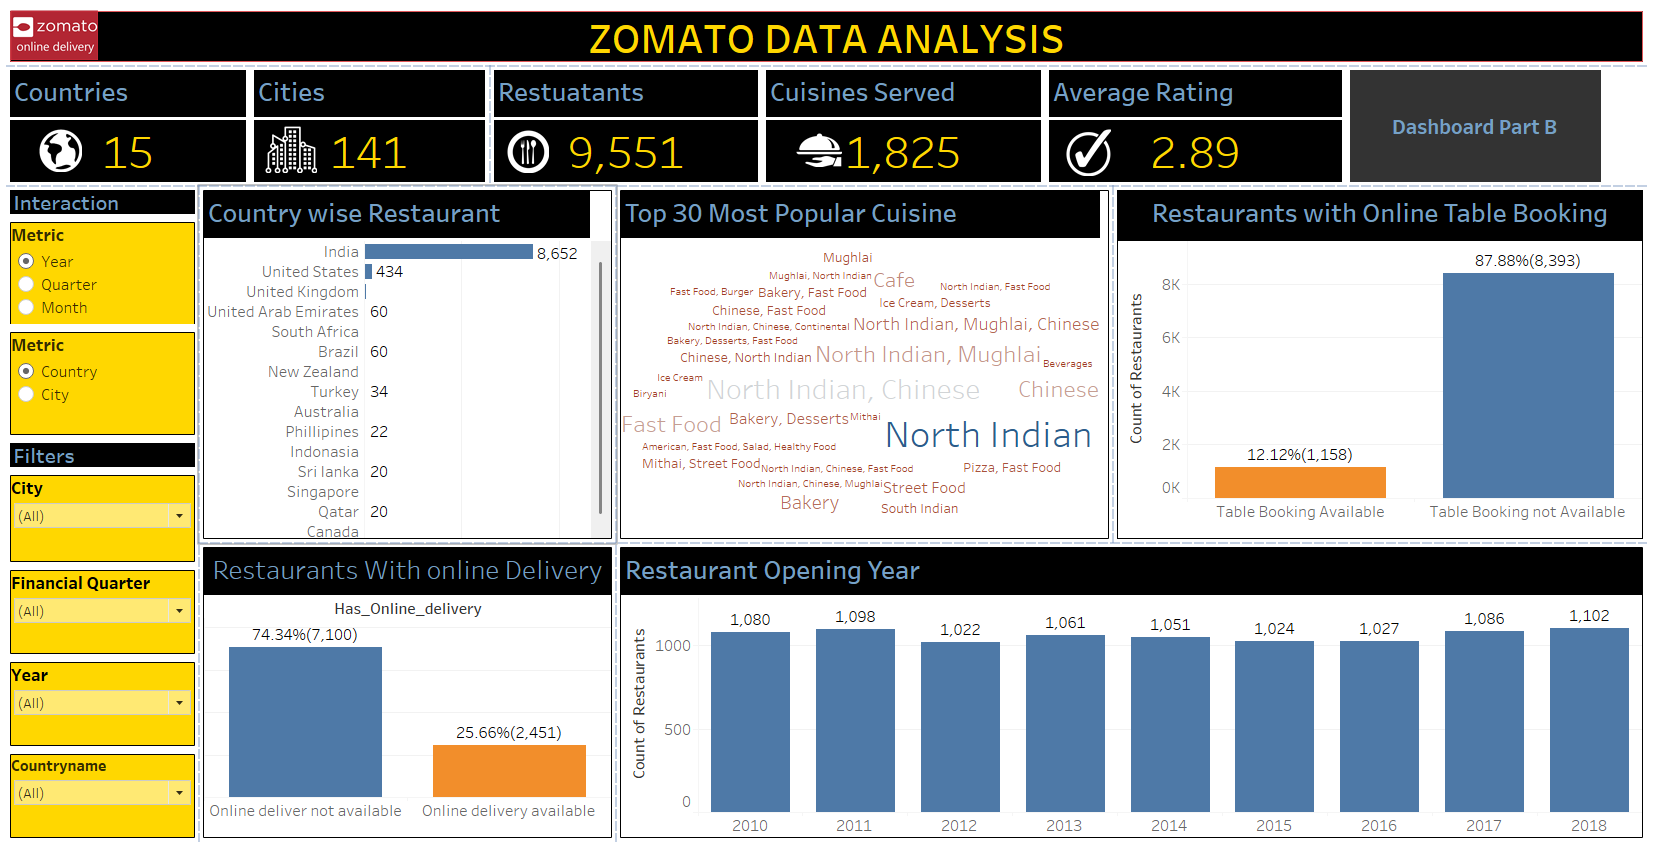 zomato
online delivery
ZOMATO DATA ANALYSIS
Countries
15
Cities
141
Restuatants
9,551
Cuisines Served
1,825
Average Rating
2.89
Dashboard Part B
Interaction
Metric
Year
Quarter
Month
Metric
Country
City
Filters
City
(All)
Financial Quarter
(All)
Year
(All)
Countryname
(All)
Country wise Restaurant
India 8,652
United States 434
United Kingdom
United Arab Emirates 60
South Africa
Brazil 60
New Zealand
Turkey 34
Australia
Phillipines 22
Indonasia
Sri lanka 20
Singapore
Qatar 20
Canada
Top 30 Most Popular Cuisine
Mughlai
Mughlai, North Indian
Cafe
North Indian, Fast Food
Fast Food, Burger
Bakery, Fast Food
Ice Cream, Desserts
Chinese, Fast Food
North Indian, Chinese, Continental
North Indian, Mughlai, Chinese
Bakery, Desserts, Fast Food
Chinese, North Indian
North Indian, Mughlai
Beverages
Ice Cream
Biryani
North Indian, Chinese
Chinese
Fast Food
Bakery, Desserts
Mithai
North Indian
American, Fast Food, Salad, Healthy Food
Mithai, Street Food
North Indian, Chinese, Fast Food
Pizza, Fast Food
North Indian, Chinese, Mughlai
Street Food
Bakery
South Indian
Restaurants with Online Table Booking
Count of Restaurants
8K
6K
4K
2K
0K
12.12%(1,158)
87.88%(8,393)
Table Booking Available
Table Booking not Available
Restaurants With online Delivery
Has_Online_delivery
74.34%(7,100)
25.66%(2,451)
Online deliver not available
Online delivery available
Restaurant Opening Year
Count of Restaurants
1000
500
0
1,080
1,098
1,022
1,061
1,051
1,024
1,027
1,086
1,102
2010
2011
2012
2013
2014
2015
2016
2017
2018